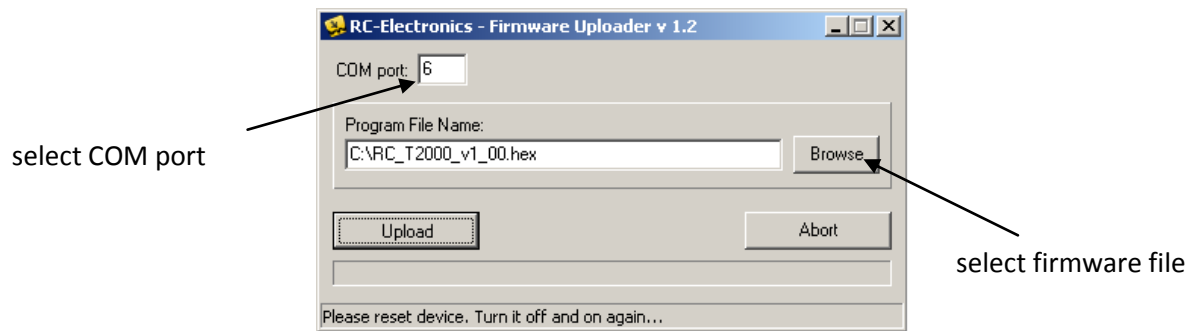 RC-Electronics - Firmware Uploader v 1.2
COM port: 6
select COM port
Program File Name:
C:\RC_T2000_v1_00.hex
Browse
Upload
Abort
select firmware file
Please reset device. Turn it off and on again...